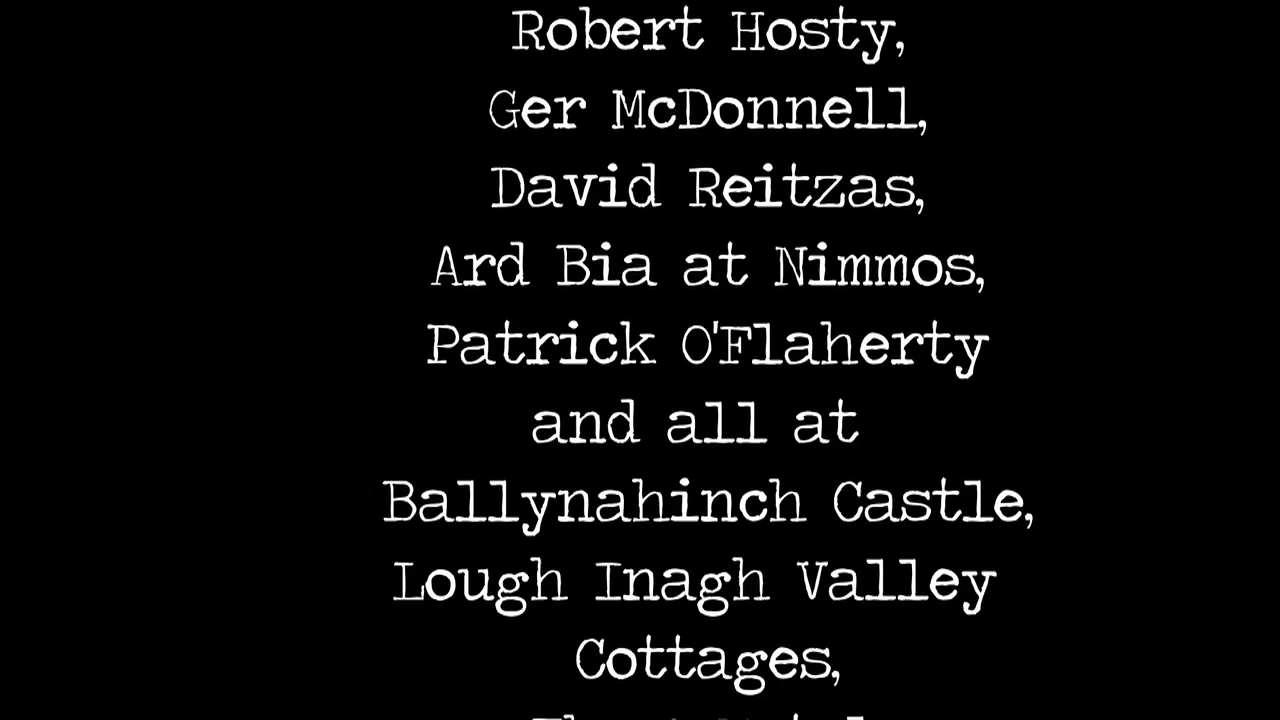 Robert Hosty,
Ger McDonnell,
David Reitzas,
Ard Bia at Nimmos,
Patrick O'Flaherty
and all at
Ballynahinch Castle,
Lough Inagh Valley
Cottages,